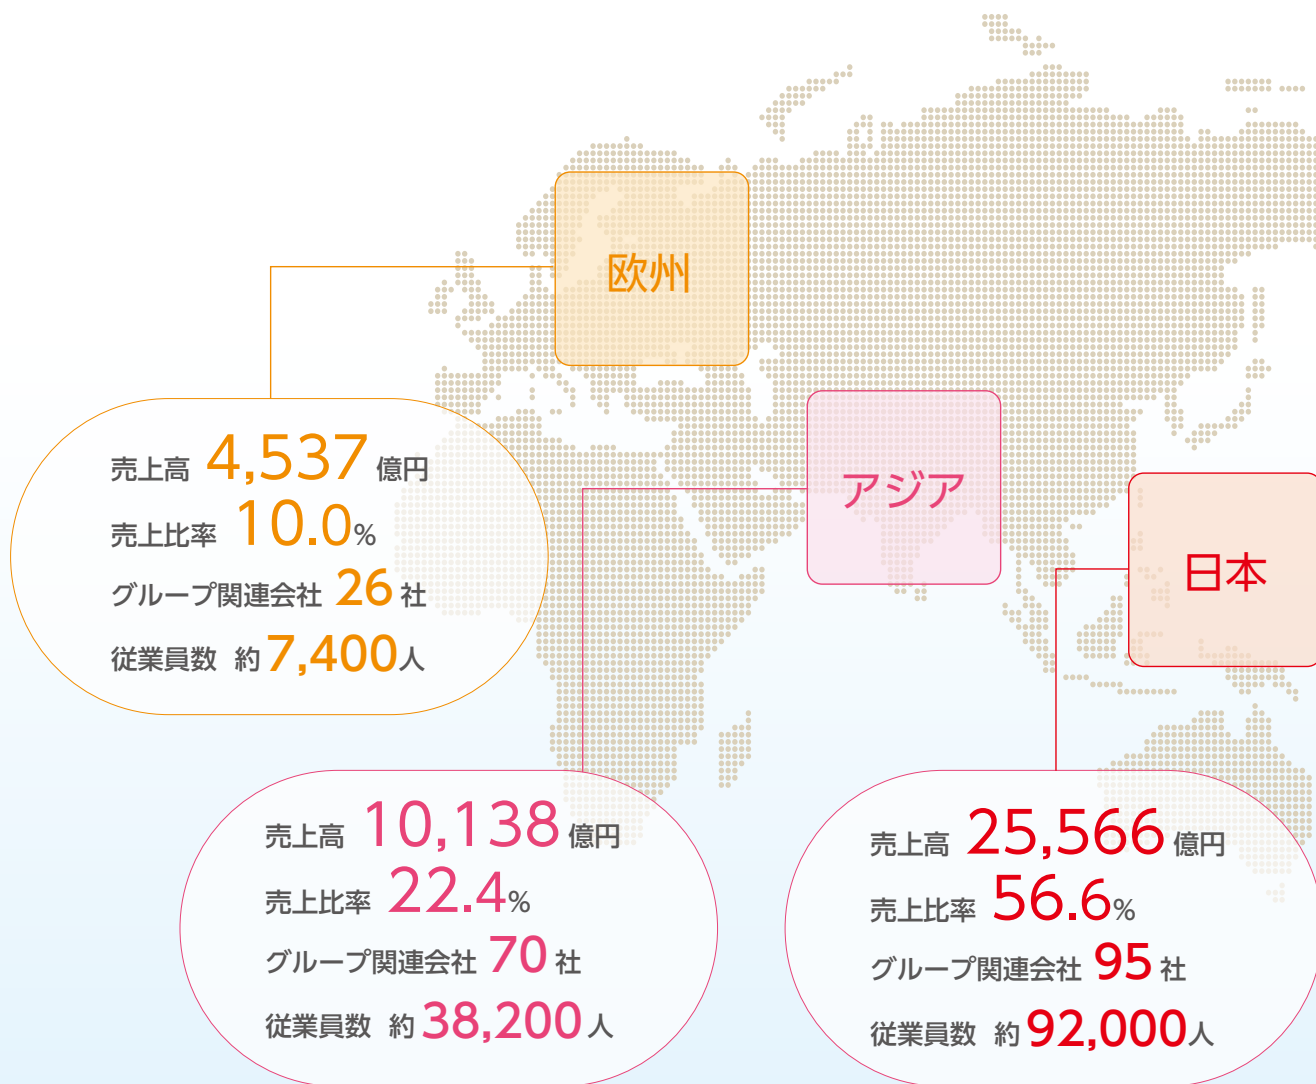 欧州
売上高 4,537 億円
売上比率 10.0%
グループ関連会社 26 社
従業員数 約 7,400人
アジア
売上高 10,138 億円
売上比率 22.4%
グループ関連会社 70 社
従業員数 約 38,200 人
日本
売上高 25,566 億円
売上比率 56.6%
グループ関連会社 95 社
従業員数 約 92,000人